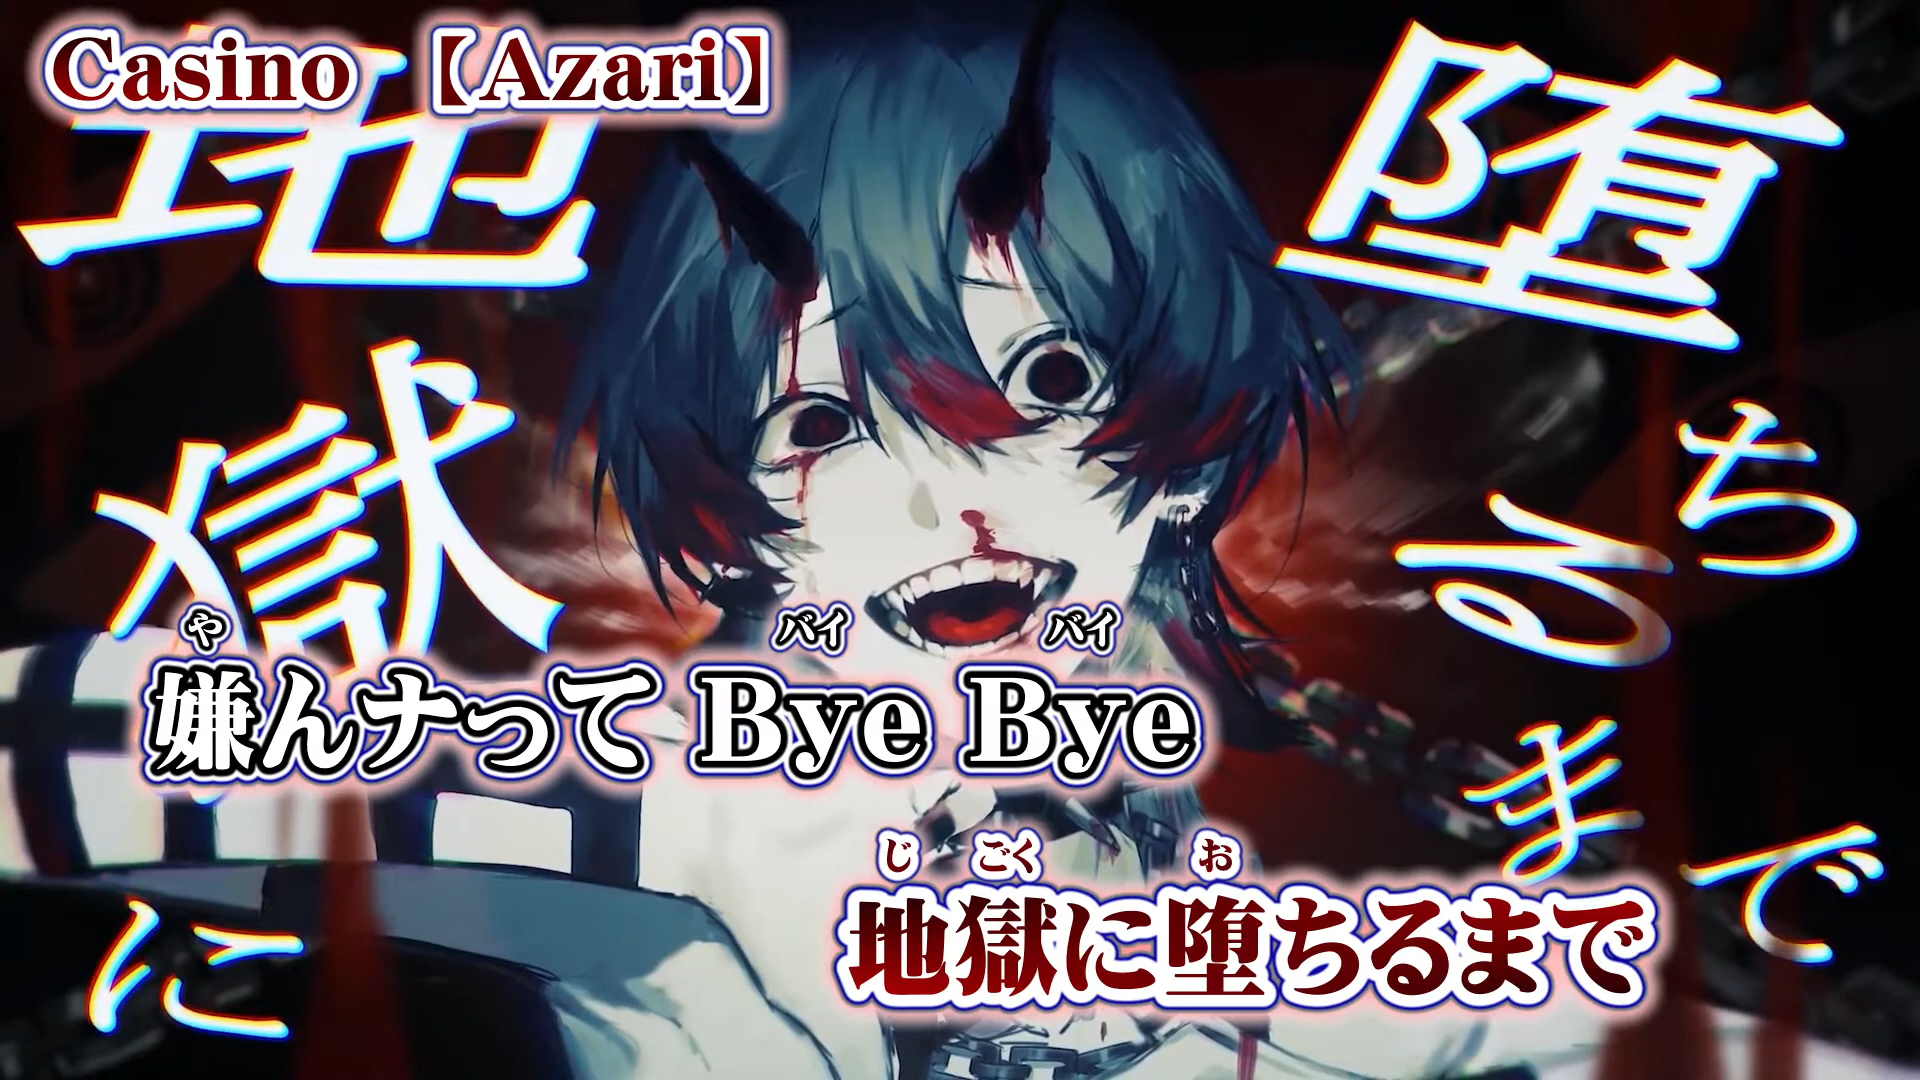 Casino 【Azari】
地獄に
堕ちるまで
や バイ バイ
嫌んナって Bye Bye
じ ごく お
地獄に堕ちるまで